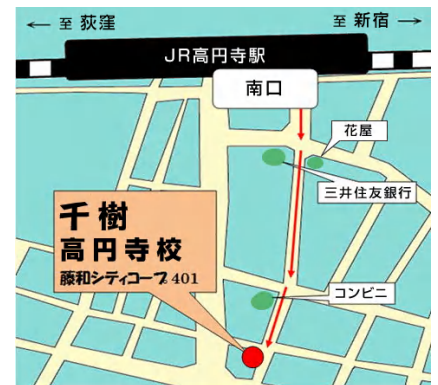 ← 至 荻窪
至 新宿 →
JR高円寺駅
南口
花屋
三井住友銀行
千樹
高円寺校
藤和シティコープ 401
コンビニ